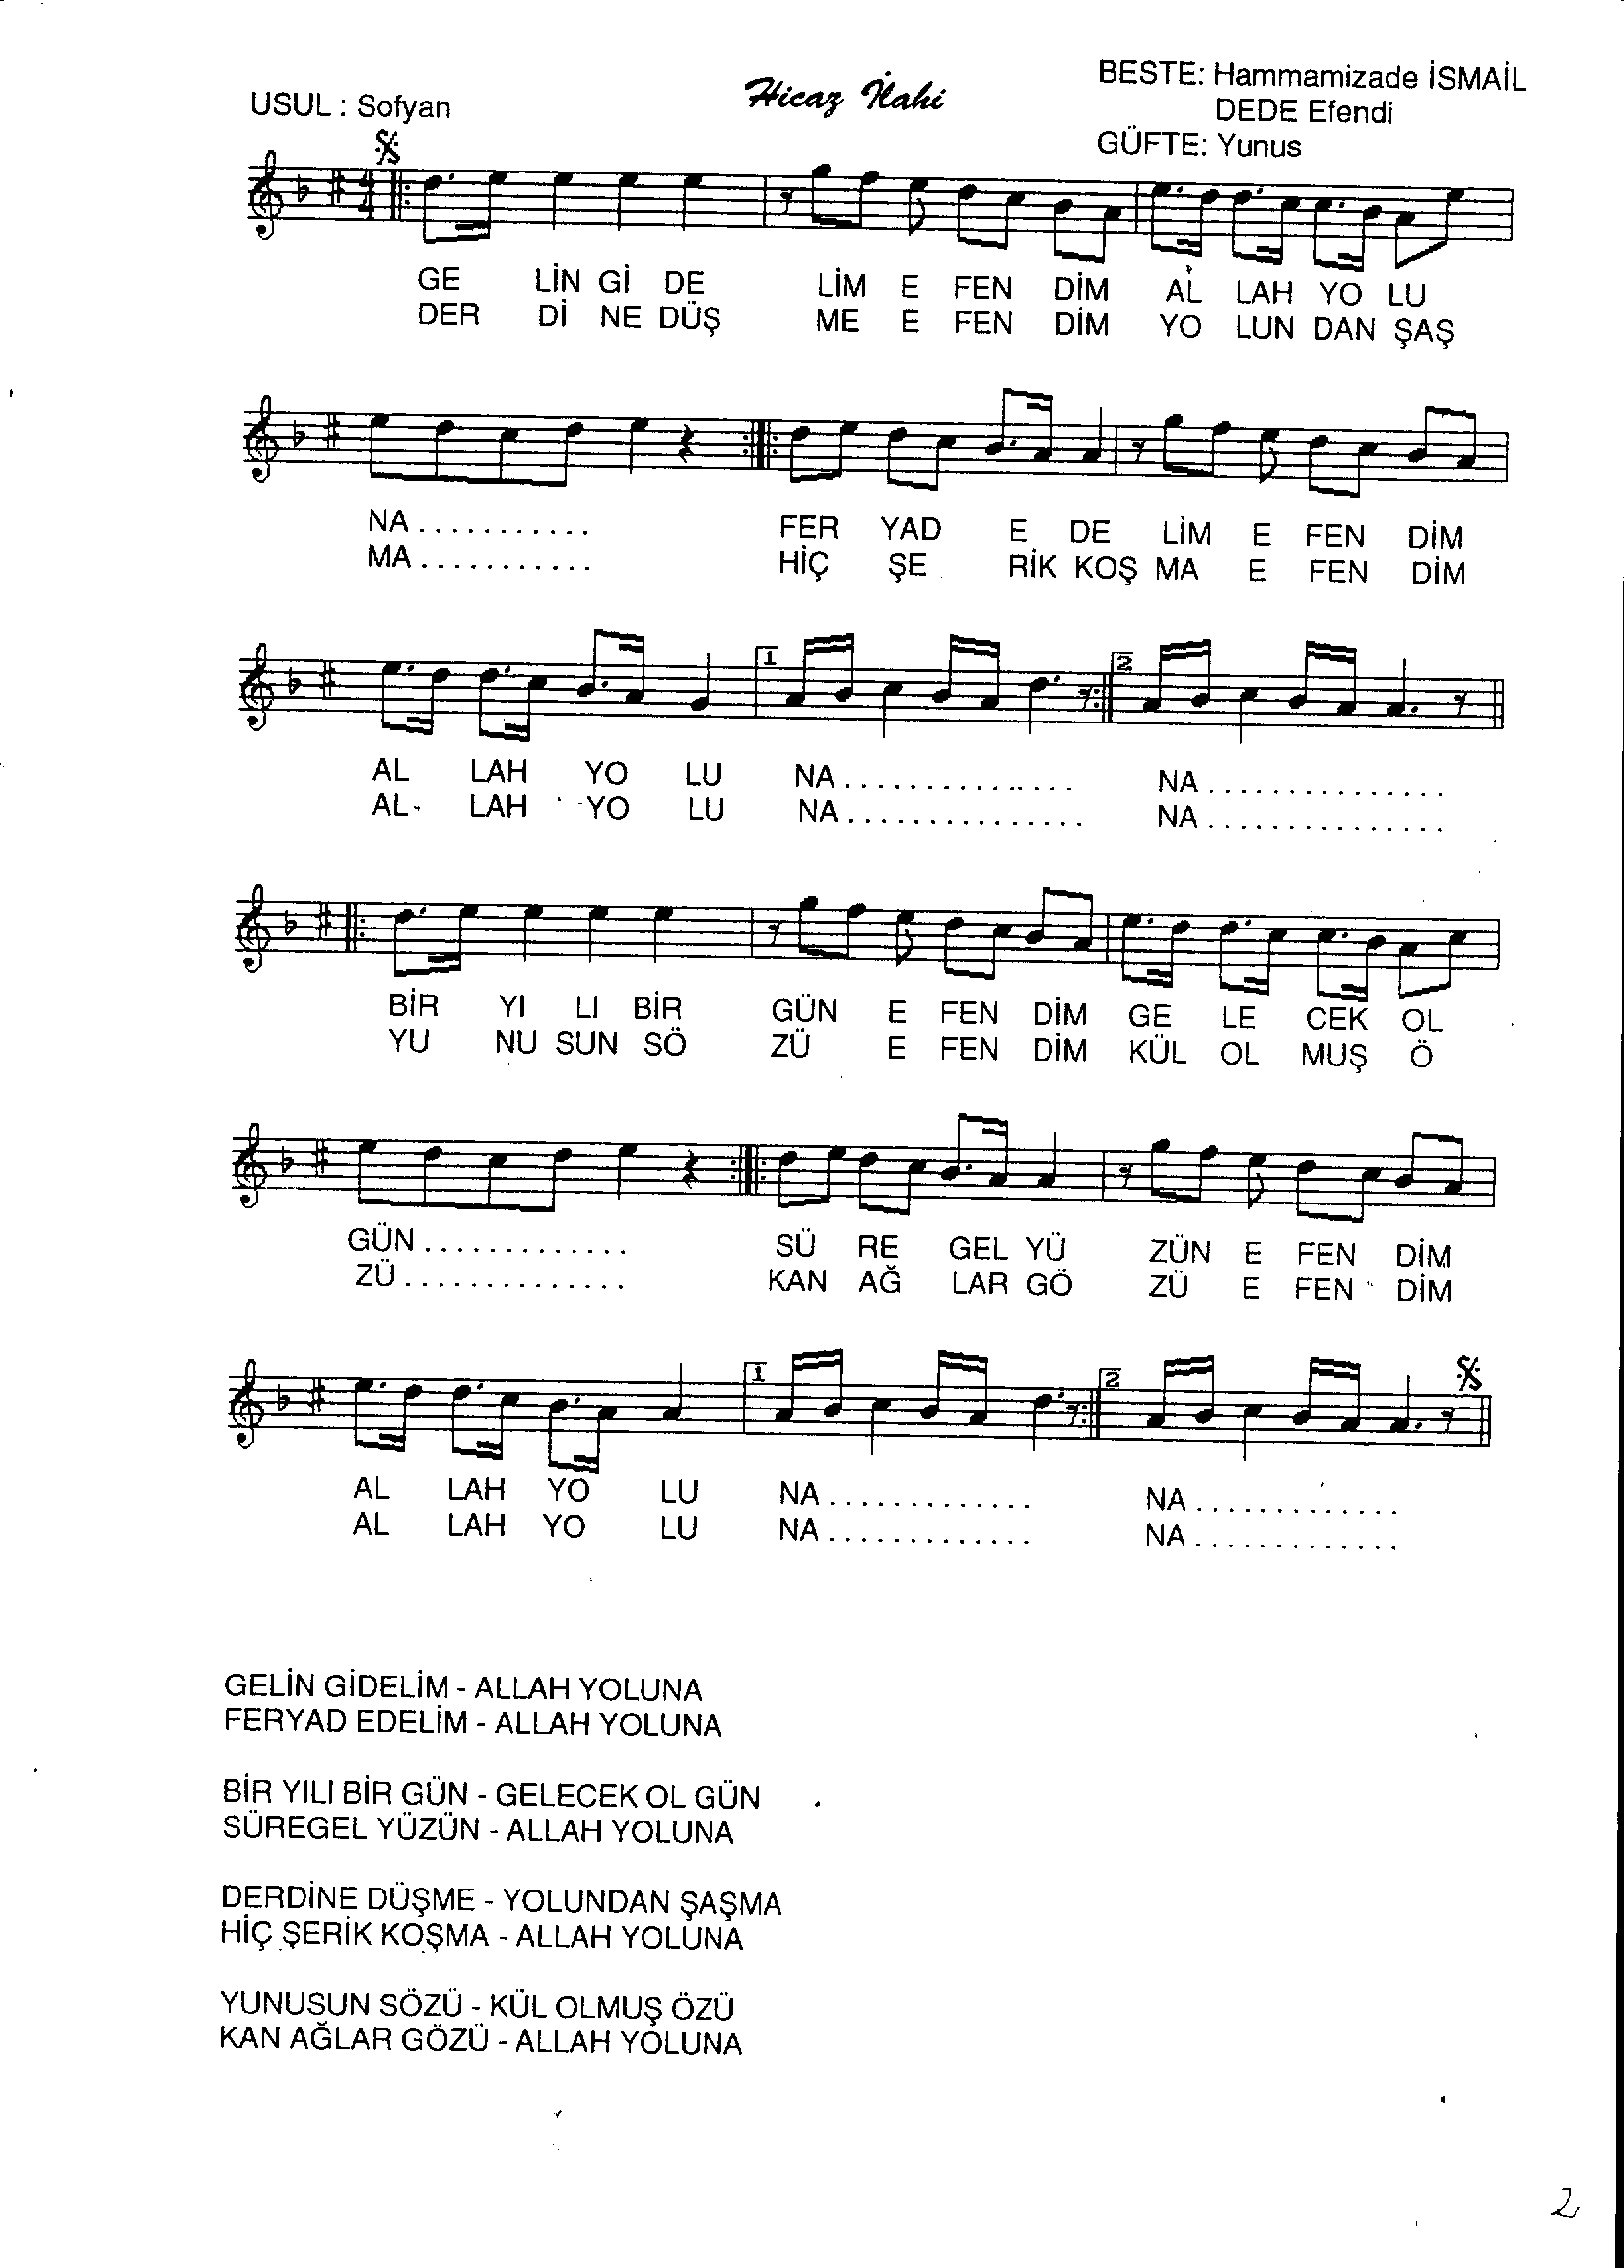 USUL : Sofyan
Hicaz İlahi
BESTE: Hammamizade İSMAİL
DEDE Efendi
GÜFTE: Yunus
4
4
GE LİN Gİ DE LİM E FEN DİM AL LAH YO LU
DER Dİ NE DÜŞ ME E FEN DİM YO LUN DAN ŞAŞ
NA........... FER YAD E DE LİM E FEN DİM
MA........... HİÇ ŞE RİK KOŞ MA E FEN DİM
1
2
AL LAH YO LU NA............... NA...............
AL LAH YO LU NA............... NA...............
BİR YI LI BİR GÜN E FEN DİM GE LE CEK OL
YU NU SUN SÖ ZÜ E FEN DİM KÜL OL MUŞ Ö
GÜN............. SÜ RE GEL YÜ ZÜN E FEN DİM
ZÜ.............. KAN AĞ LAR GÖ ZÜ E FEN DİM
1
2
AL LAH YO LU NA............. NA.............
AL LAH YO LU NA............. NA.............
GELİN GİDELİM - ALLAH YOLUNA
FERYAD EDELİM - ALLAH YOLUNA
BİR YILI BİR GÜN - GELECEK OL GÜN
SÜREGEL YÜZÜN - ALLAH YOLUNA
DERDİNE DÜŞME - YOLUNDAN ŞAŞMA
HİÇ ŞERİK KOŞMA - ALLAH YOLUNA
YUNUSUN SÖZÜ - KÜL OLMUŞ ÖZÜ
KAN AĞLAR GÖZÜ - ALLAH YOLUNA
2